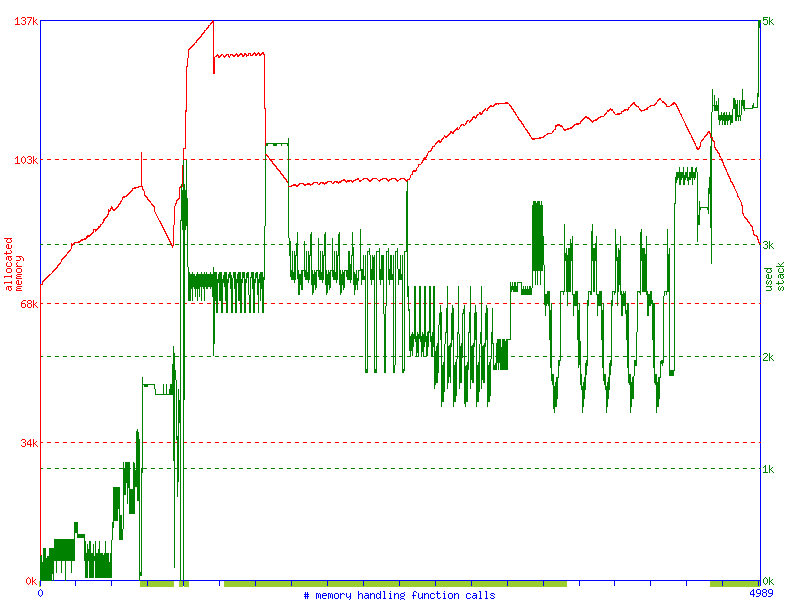 137k
5k
103k
allocated
memory
3k
used
stack
68k
2k
34k
1k
0k
0k
0
# memory handling function calls
4989